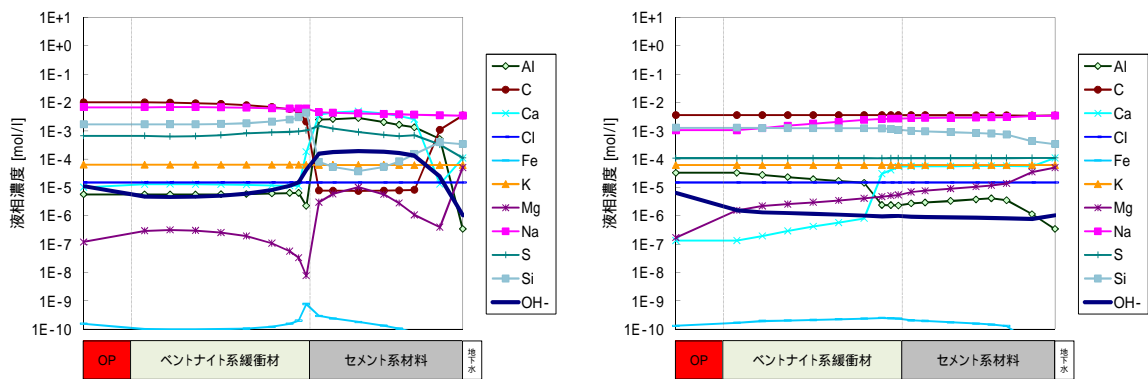 1E+1
1E+0
1E-1
1E-2
1E-3
1E-4
1E-5
1E-6
1E-7
1E-8
1E-9
1E-10
液相濃度 [mol/l]
Al
C
Ca
Cl
Fe
K
Mg
Na
S
Si
OH-
OP
ベントナイト系緩衝材
セメント系材料
地下水
1E+1
1E+0
1E-1
1E-2
1E-3
1E-4
1E-5
1E-6
1E-7
1E-8
1E-9
1E-10
液相濃度 [mol/l]
Al
C
Ca
Cl
Fe
K
Mg
Na
S
Si
OH-
OP
ベントナイト系緩衝材
セメント系材料
地下水